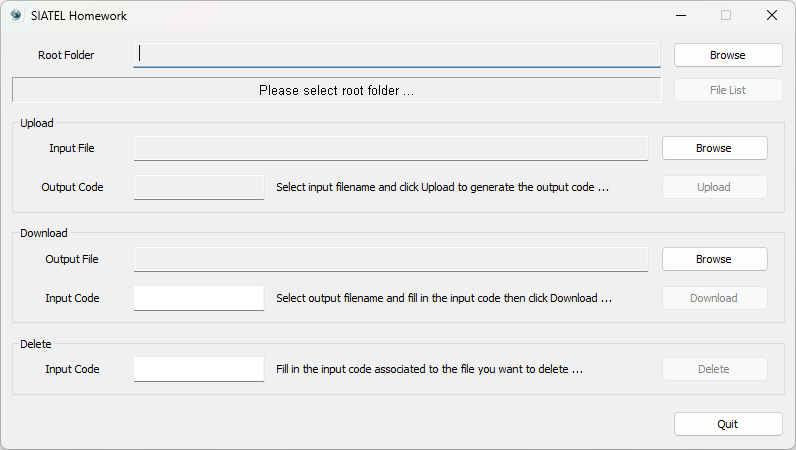 SIATEL Homework
Root Folder Browse
Please select root folder ... File List
Upload
Input File Browse
Output Code Select input filename and click Upload to generate the output code ... Upload
Download
Output File Browse
Input Code Select output filename and fill in the input code then click Download ... Download
Delete
Input Code Fill in the input code associated to the file you want to delete ... Delete
Quit